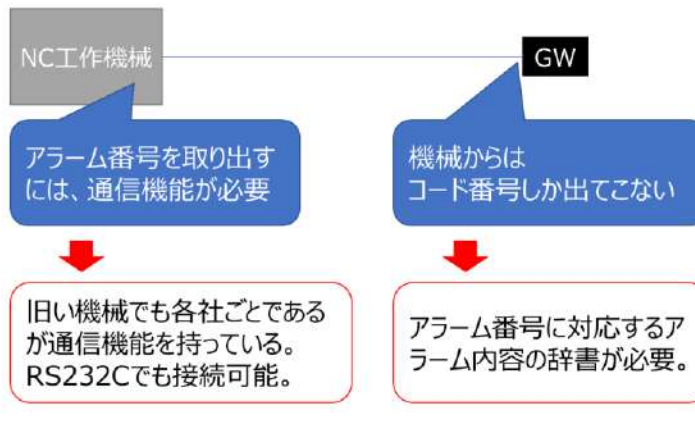 NC工作機械
GW
アラーム番号を取り出す
には、通信機能が必要
機械からは
コード番号しか出てこない
旧い機械でも各社ごとである
が通信機能を持っている。
RS232Cでも接続可能。
アラーム番号に対応するア
ラーム内容の辞書が必要。